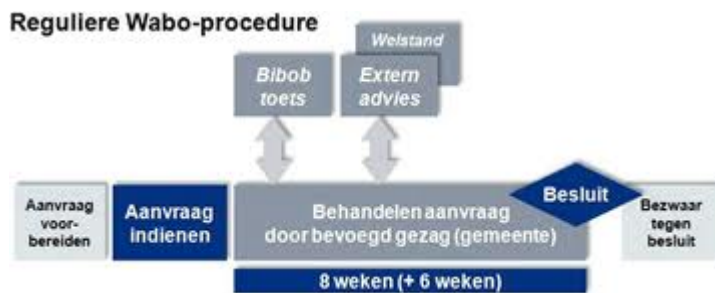 Reguliere Wabo-procedure
Welstand
Bibob
toets
Extern
advies
Aanvraag
voor-
bereiden
Aanvraag
indienen
Behandelen aanvraag
door bevoegd gezag (gemeente)
Besluit
Bezwaar
tegen
besluit
8 weken (+ 6 weken)